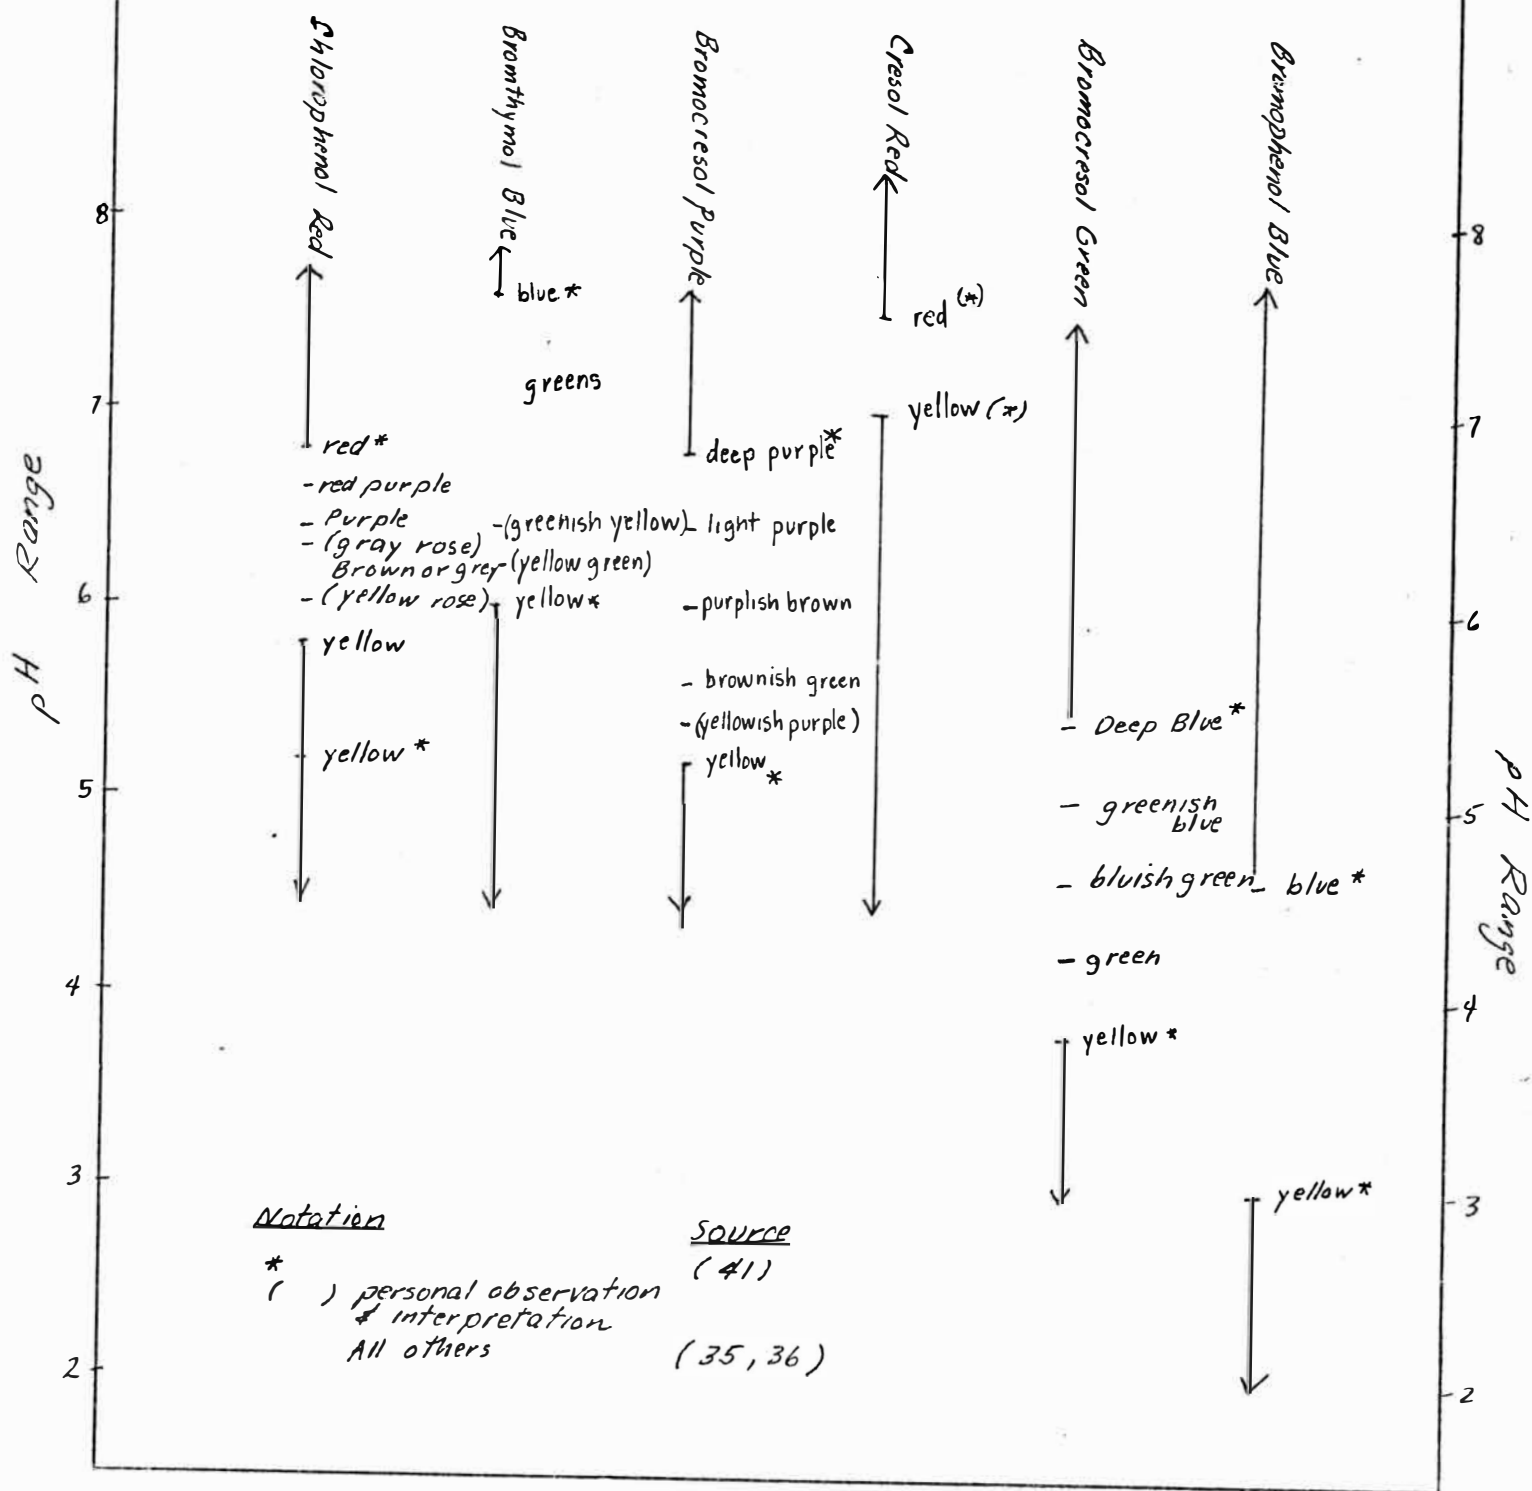 Chlorophenol Red
Bromthymol Blue
Bromocresol Purple
Cresol Red
Bromocresol Green
Bromophenol Blue
pH Range
8
7
6
5
4
3
2
red *
- red purple
- Purple
- (gray rose)
Brown or grey
- (yellow rose)
yellow
yellow *
blue *
greens
- (greenish yellow)
- (yellow green)
yellow *
deep purple *
- light purple
- purplish brown
- brownish green
- (yellowish purple)
yellow *
red (*)
yellow (*)
- Deep Blue *
- greenish
blue
- bluish green
- green
yellow *
- blue *
yellow *
8
7
6
5
4
3
2
pH Range
Notation
Source
*
(41)
( ) personal observation
& interpretation
All others
(35, 36)